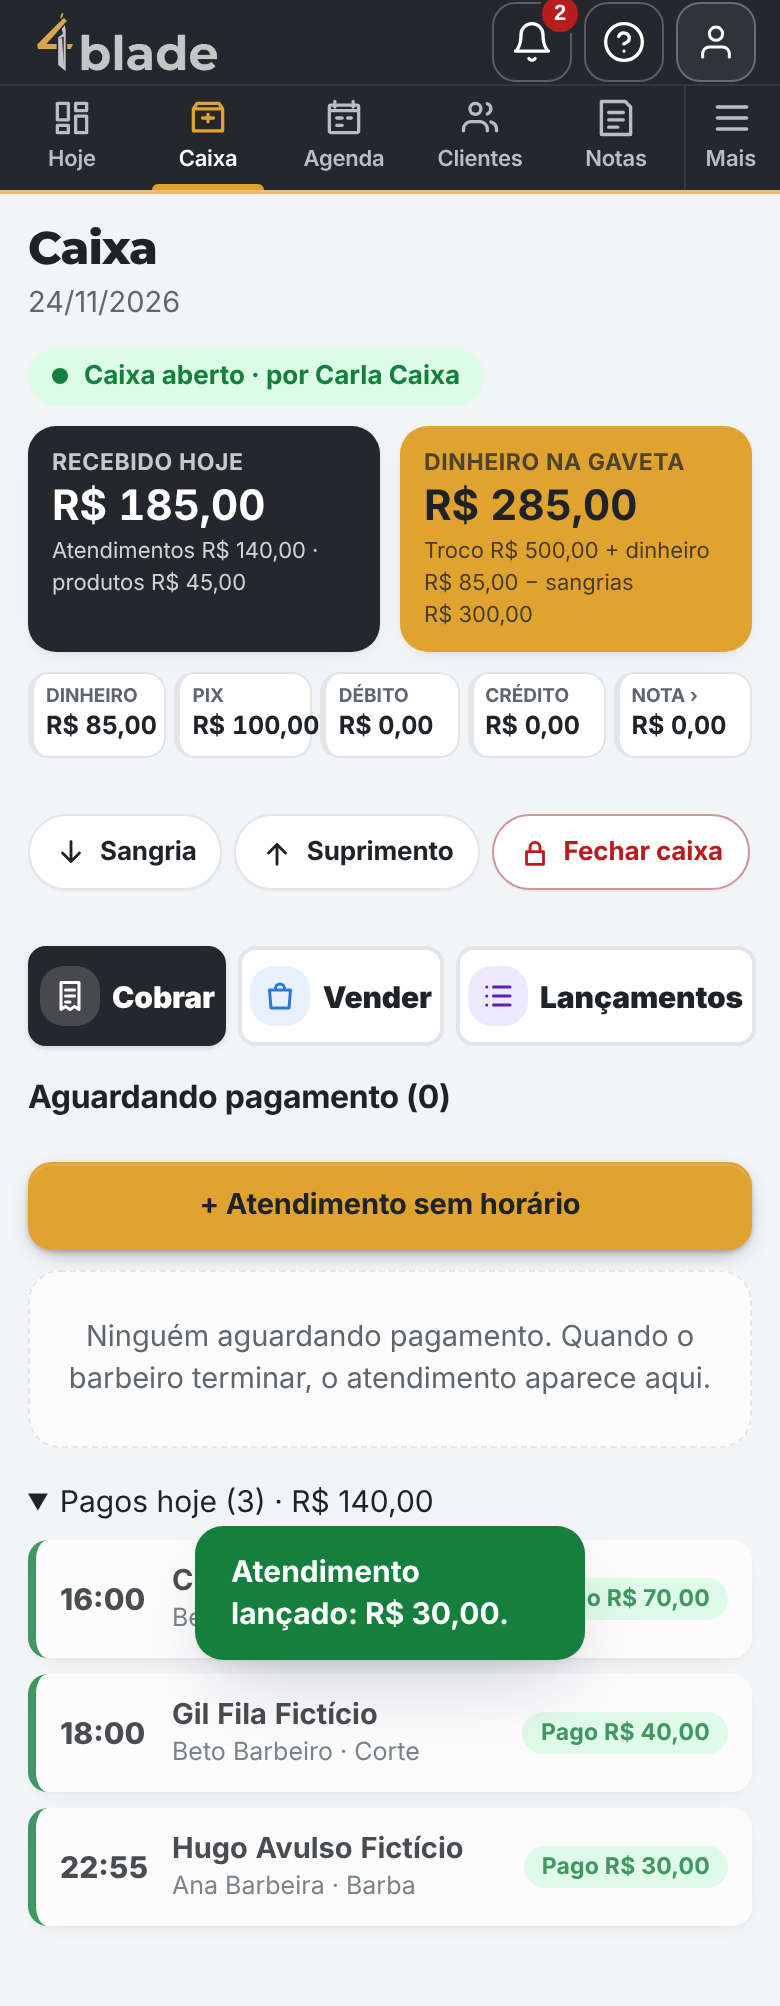 4blade
2
Hoje
Caixa
Agenda
Clientes
Notas
Mais
Caixa
24/11/2026
Caixa aberto · por Carla Caixa
RECEBIDO HOJE
R$ 185,00
Atendimentos R$ 140,00 ·
produtos R$ 45,00
DINHEIRO NA GAVETA
R$ 285,00
Troco R$ 500,00 + dinheiro
R$ 85,00 − sangrias
R$ 300,00
DINHEIRO
R$ 85,00
PIX
R$ 100,00
DÉBITO
R$ 0,00
CRÉDITO
R$ 0,00
NOTA ›
R$ 0,00
Sangria
Suprimento
Fechar caixa
Cobrar
Vender
Lançamentos
Aguardando pagamento (0)
+ Atendimento sem horário
Ninguém aguardando pagamento. Quando o
barbeiro terminar, o atendimento aparece aqui.
Pagos hoje (3) · R$ 140,00
Atendimento
lançado: R$ 30,00.
16:00
R$ 70,00
18:00
Gil Fila Fictício
Beto Barbeiro · Corte
Pago R$ 40,00
22:55
Hugo Avulso Fictício
Ana Barbeira · Barba
Pago R$ 30,00